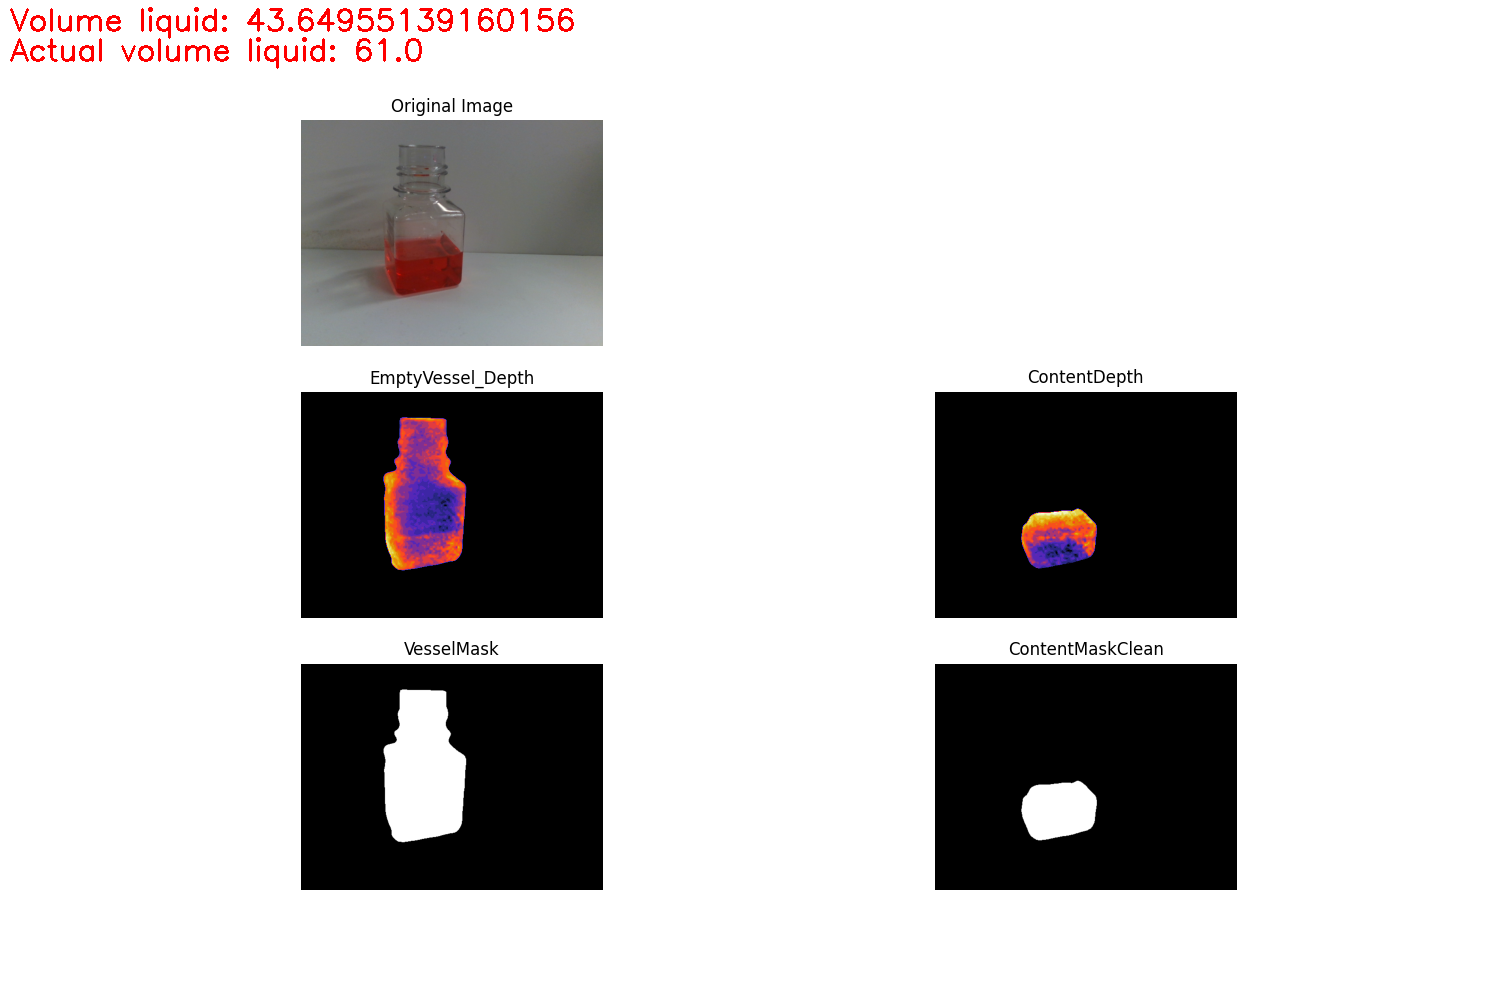 Volume liquid: 43.64955139160156
Actual volume liquid: 61.0
Original Image
EmptyVessel_Depth
ContentDepth
VesselMask
ContentMaskClean